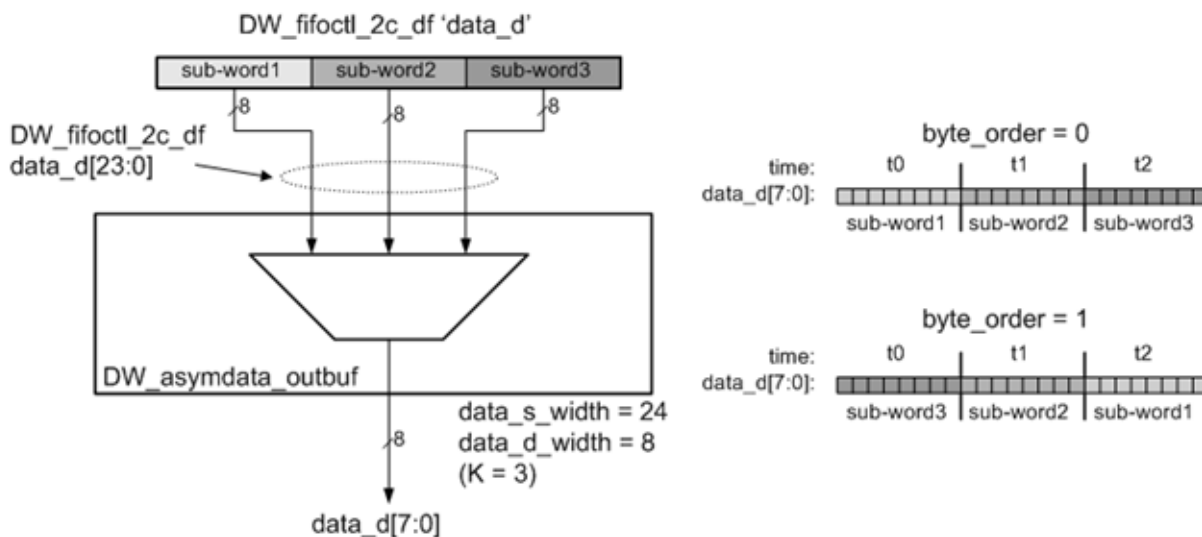 DW_fifoctl_2c_df ‘data_d’
sub-word1 sub-word2 sub-word3
8 8 8
DW_fifoctl_2c_df
data_d[23:0]
DW_asymdata_outbuf
data_s_width = 24
data_d_width = 8
(K = 3)
8
data_d[7:0]
byte_order = 0
time: t0 t1 t2
data_d[7:0]:
sub-word1 sub-word2 sub-word3
byte_order = 1
time: t0 t1 t2
data_d[7:0]:
sub-word3 sub-word2 sub-word1